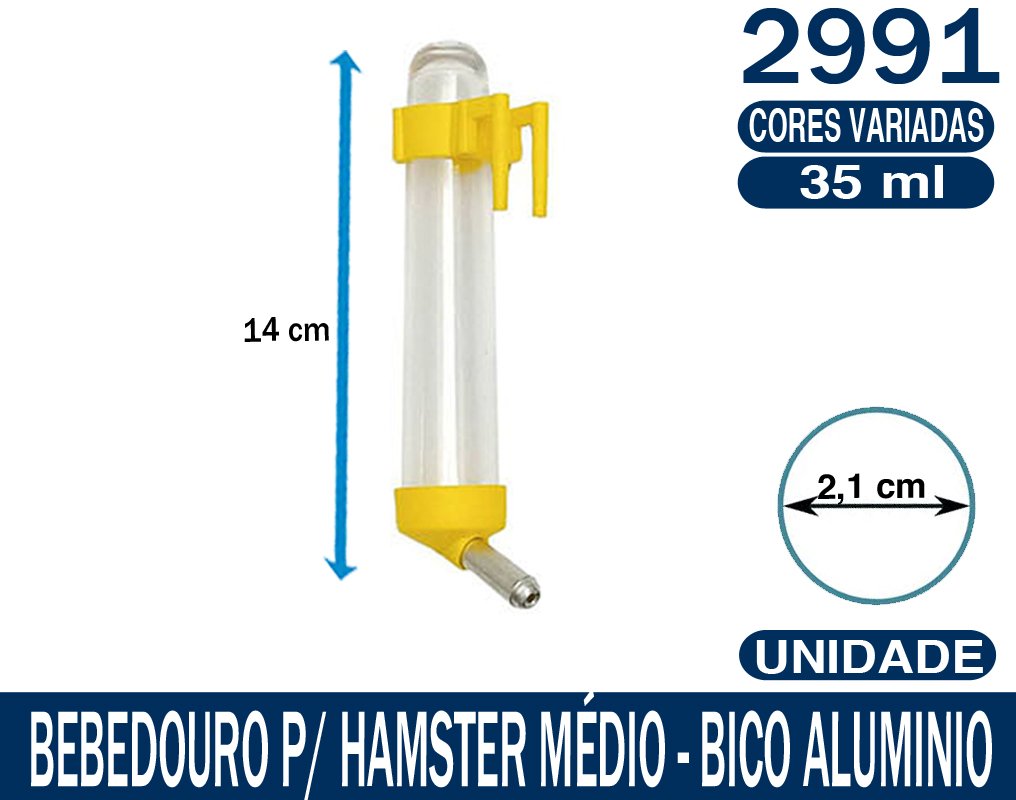 2991
CORES VARIADAS
35 ml
14 cm
2,1 cm
UNIDADE
BEBEDOURO P/ HAMSTER MÉDIO - BICO ALUMINIO